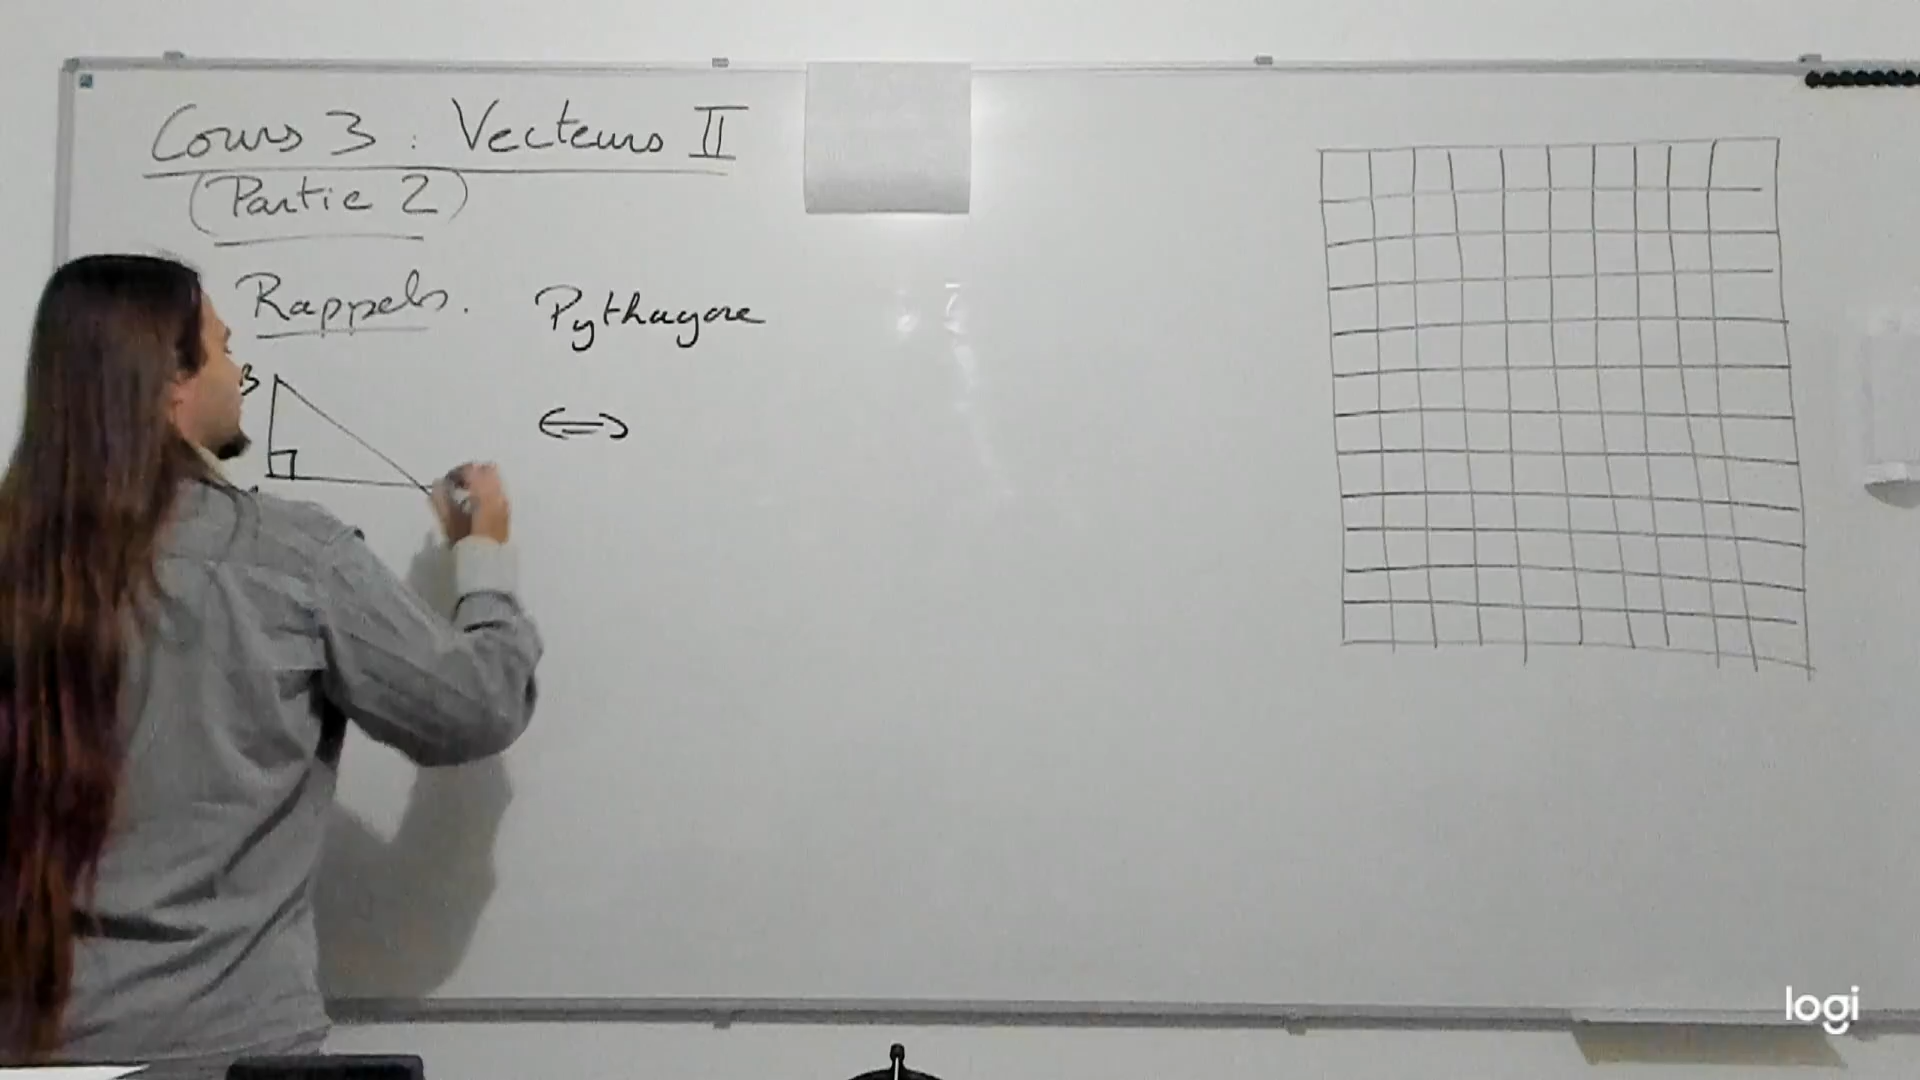 Cours 3 : Vecteurs II
(Partie 2)
Rappels. Pythagore
B
⟺
logi